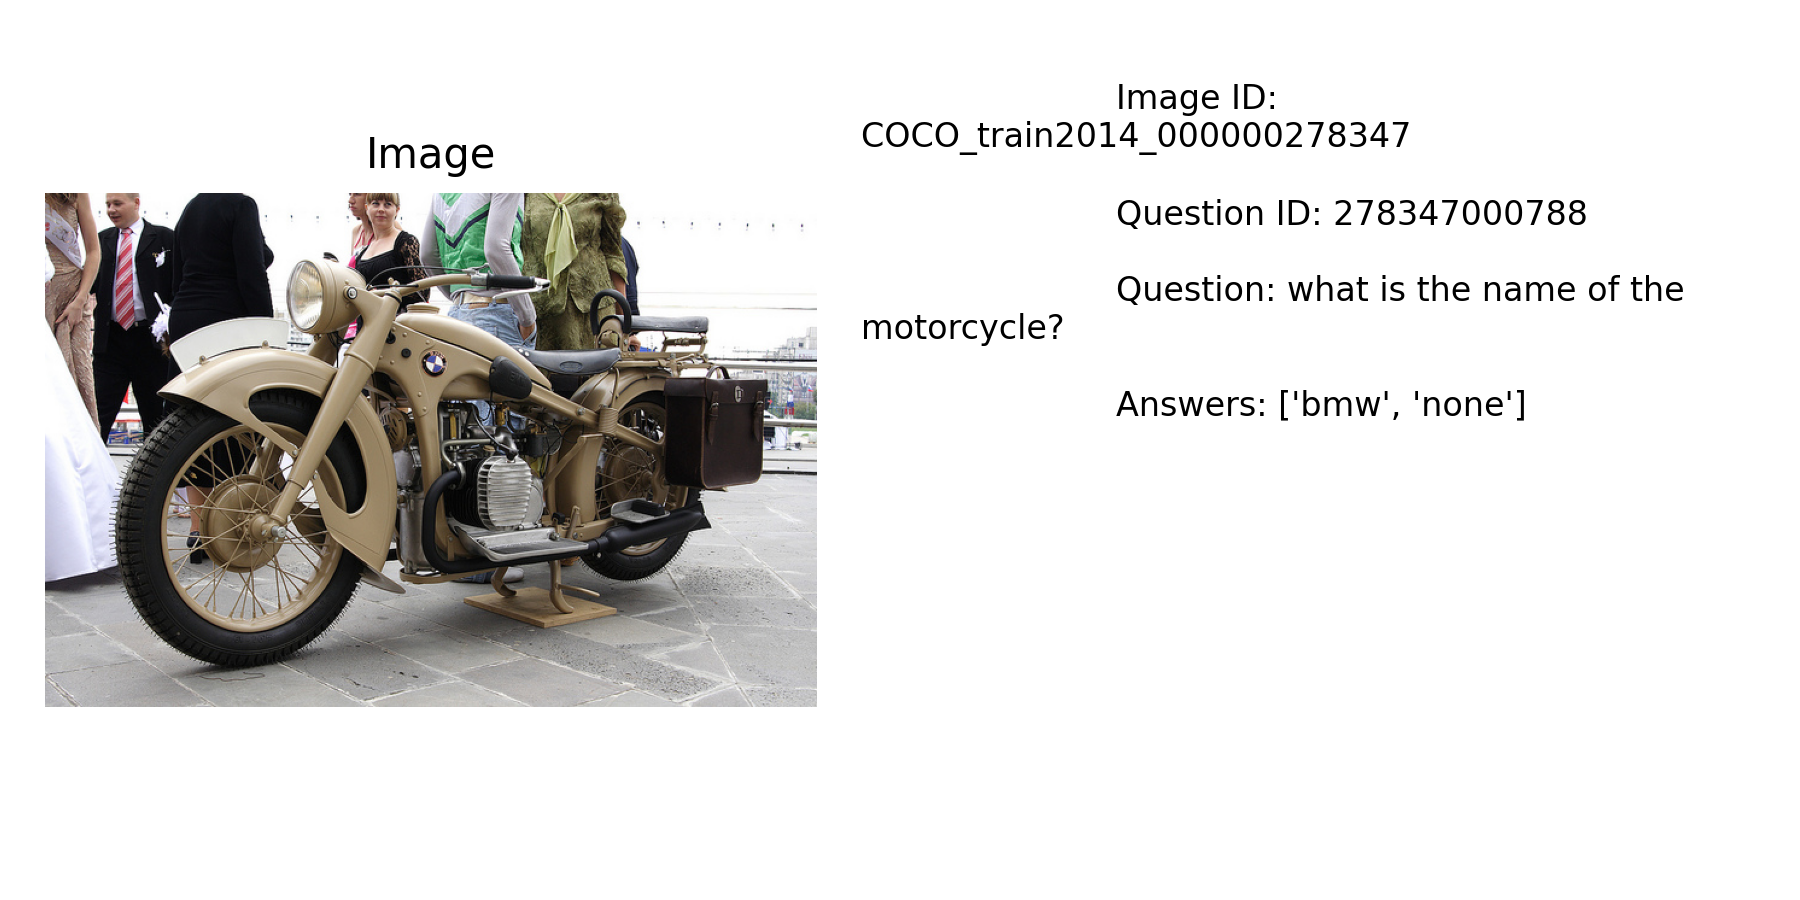 Image
Image ID:
COCO_train2014_000000278347
Question ID: 278347000788
Question: what is the name of the
motorcycle?
Answers: ['bmw', 'none']